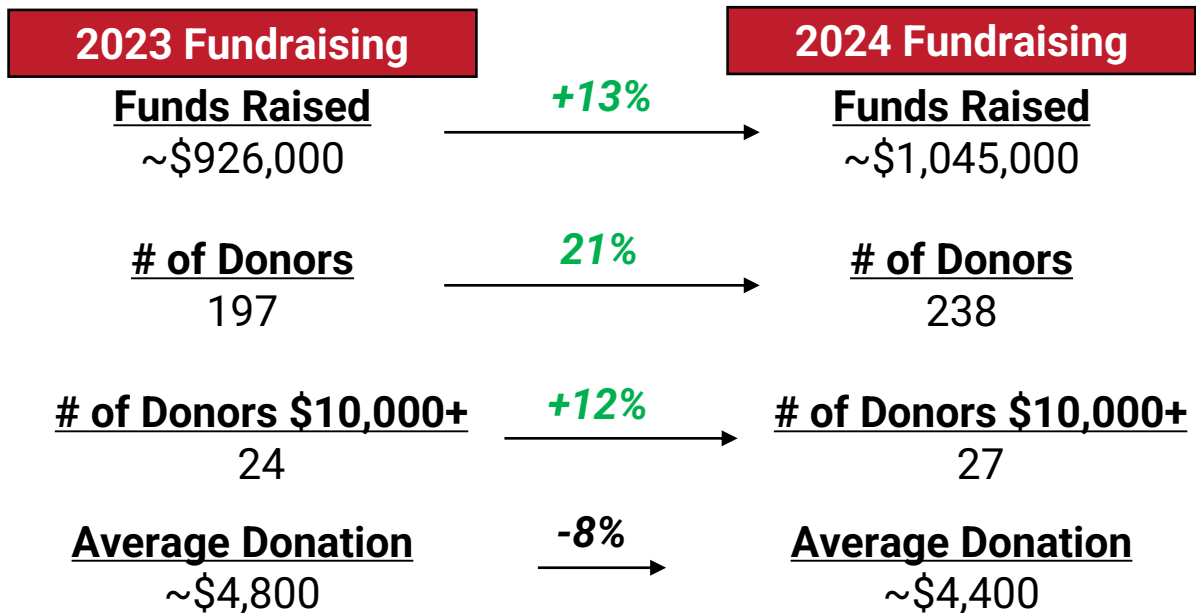 2023 Fundraising
2024 Fundraising
Funds Raised
~$926,000
+13%
Funds Raised
~$1,045,000
# of Donors
197
21%
# of Donors
238
# of Donors $10,000+
24
+12%
# of Donors $10,000+
27
Average Donation
~$4,800
-8%
Average Donation
~$4,400